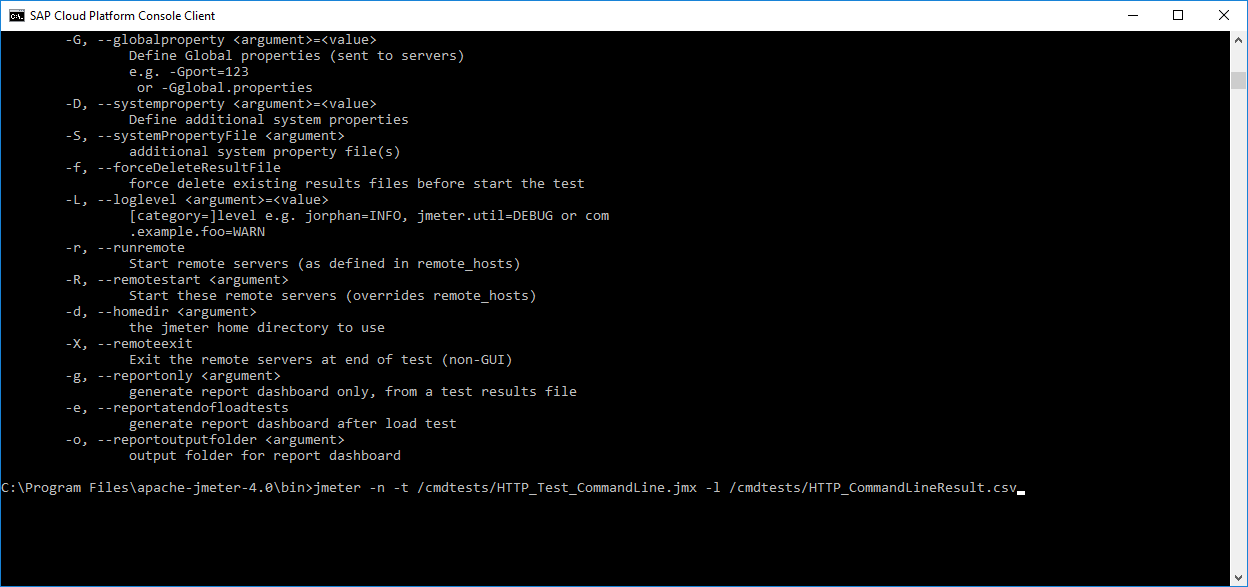 SAP Cloud Platform Console Client
-G, --globalproperty <argument>=<value>
Define Global properties (sent to servers)
e.g. -Gport=123
or -Gglobal.properties
-D, --systemproperty <argument>=<value>
Define additional system properties
-S, --systemPropertyFile <argument>
additional system property file(s)
-f, --forceDeleteResultFile
force delete existing results files before start the test
-L, --loglevel <argument>=<value>
[category=]level e.g. jorphan=INFO, jmeter.util=DEBUG or com
.example.foo=WARN
-r, --runremote
Start remote servers (as defined in remote_hosts)
-R, --remotestart <argument>
Start these remote servers (overrides remote_hosts)
-d, --homedir <argument>
the jmeter home directory to use
-X, --remoteexit
Exit the remote servers at end of test (non-GUI)
-g, --reportonly <argument>
generate report dashboard only, from a test results file
-e, --reportatendofloadtests
generate report dashboard after load test
-o, --reportoutputfolder <argument>
output folder for report dashboard
C:\Program Files\apache-jmeter-4.0\bin>jmeter -n -t /cmdtests/HTTP_Test_CommandLine.jmx -l /cmdtests/HTTP_CommandLineResult.csv